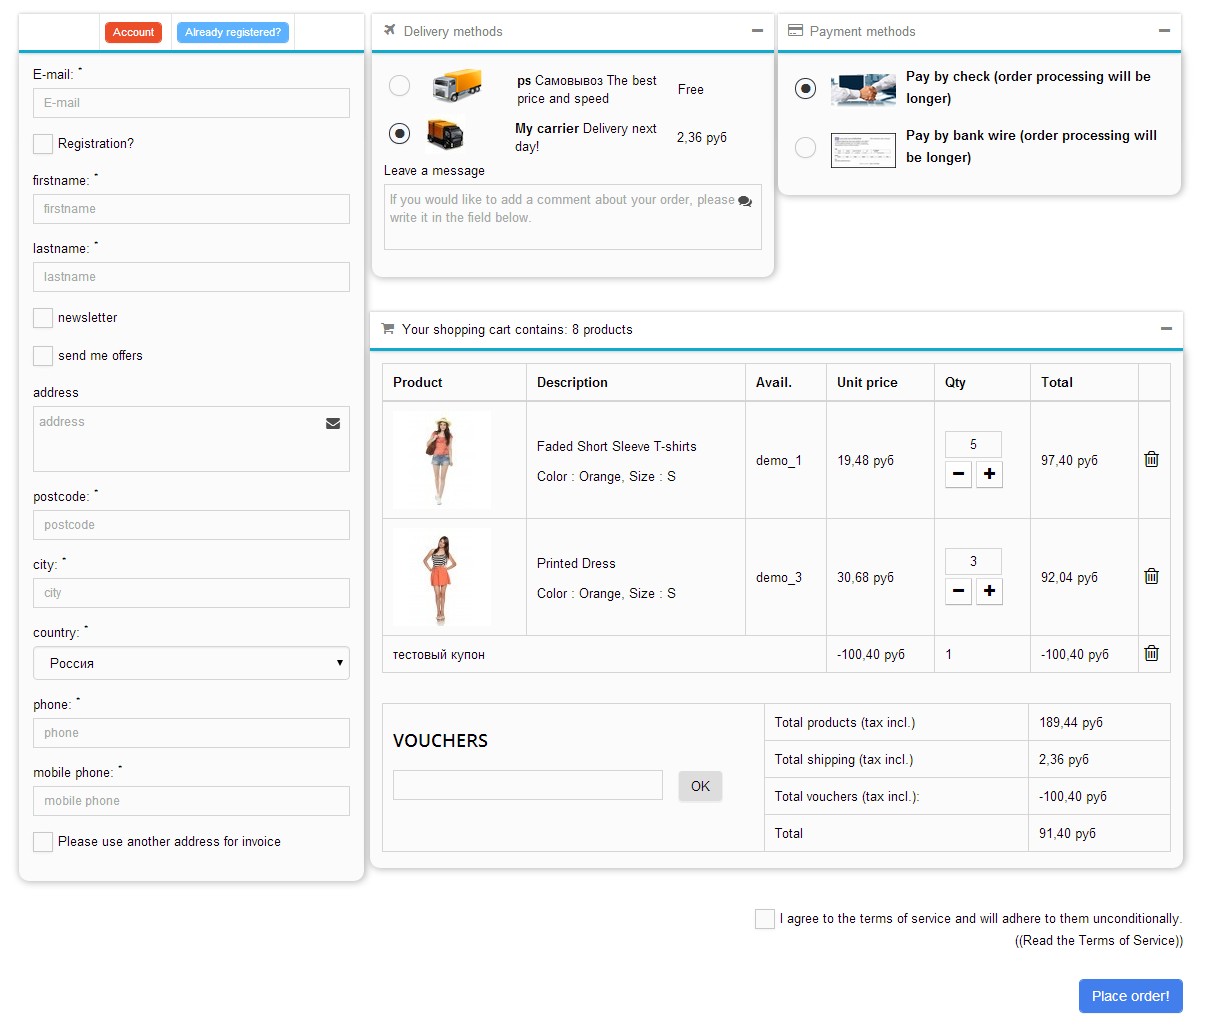 Account
Already registered?
E-mail: *
E-mail
Registration?
firstname: *
firstname
lastname: *
lastname
newsletter
send me offers
address
address
postcode: *
postcode
city: *
city
country: *
Россия
phone: *
phone
mobile phone: *
mobile phone
Please use another address for invoice
Delivery methods
ps Самовывоз The best
price and speed
Free
My carrier Delivery next
day!
2,36 руб
Leave a message
If you would like to add a comment about your order, please
write it in the field below.
Payment methods
Pay by check (order processing will be
longer)
Pay by bank wire (order processing will
be longer)
Your shopping cart contains: 8 products
Product Description Avail. Unit price Qty Total
Faded Short Sleeve T-shirts
Color : Orange, Size : S
demo_1
19,48 руб
5
97,40 руб
Printed Dress
Color : Orange, Size : S
demo_3
30,68 руб
3
92,04 руб
тестовый купон -100,40 руб 1 -100,40 руб
VOUCHERS
OK
Total products (tax incl.) 189,44 руб
Total shipping (tax incl.) 2,36 руб
Total vouchers (tax incl.): -100,40 руб
Total 91,40 руб
I agree to the terms of service and will adhere to them unconditionally.
((Read the Terms of Service))
Place order!